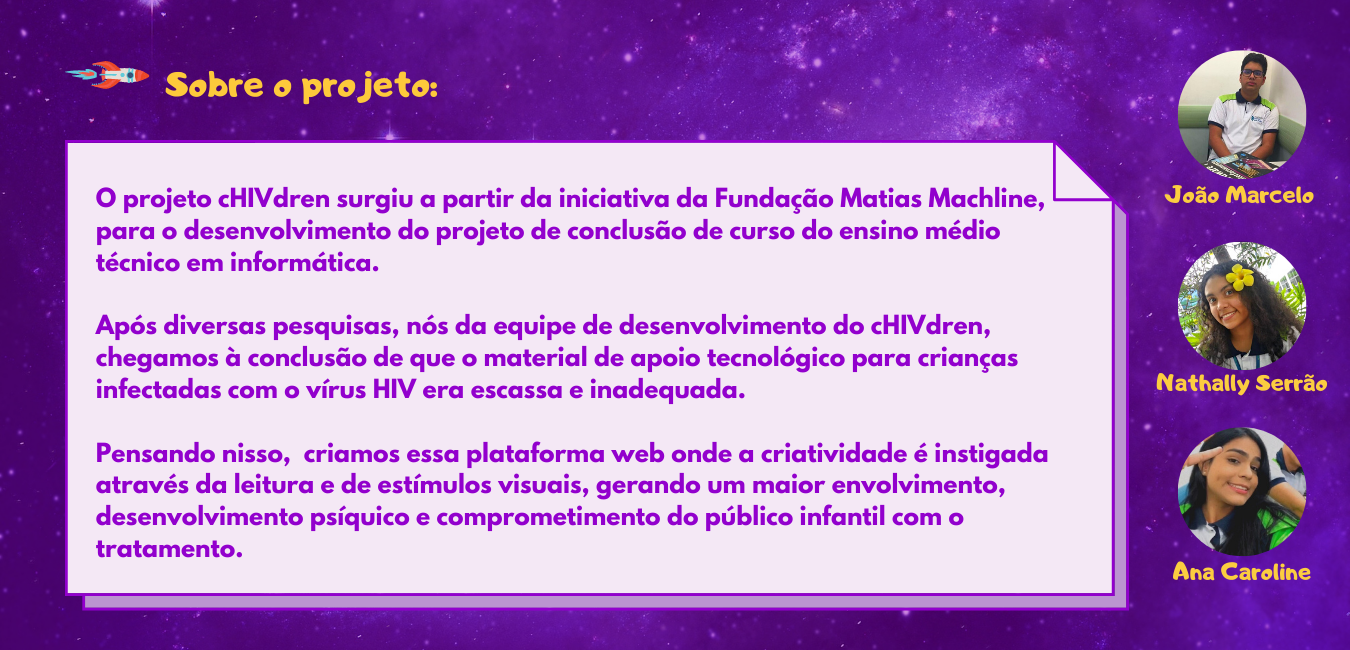 Sobre o projeto:
O projeto cHIVdren surgiu a partir da iniciativa da Fundação Matias Machline,
para o desenvolvimento do projeto de conclusão de curso do ensino médio
técnico em informática.
Após diversas pesquisas, nós da equipe de desenvolvimento do cHIVdren,
chegamos à conclusão de que o material de apoio tecnológico para crianças
infectadas com o vírus HIV era escassa e inadequada.
Pensando nisso, criamos essa plataforma web onde a criatividade é instigada
através da leitura e de estímulos visuais, gerando um maior envolvimento,
desenvolvimento psíquico e comprometimento do público infantil com o
tratamento.
João Marcelo
Nathally Serrão
Ana Caroline